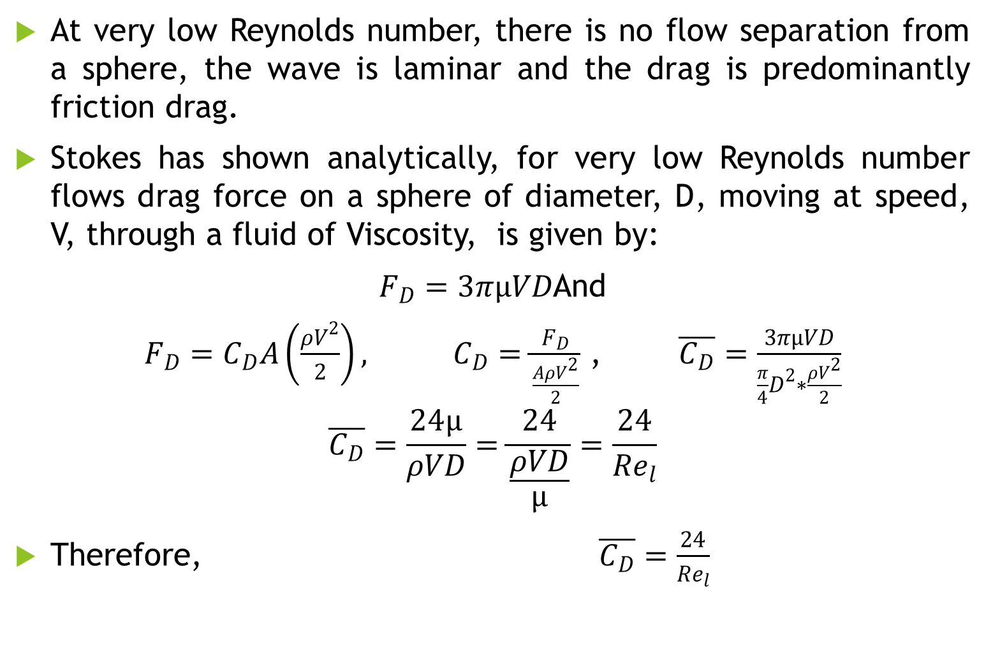 ▶ At very low Reynolds number, there is no flow separation from
a sphere, the wave is laminar and the drag is predominantly
friction drag.
▶ Stokes has shown analytically, for very low Reynolds number
flows drag force on a sphere of diameter, D, moving at speed,
V, through a fluid of Viscosity,  is given by:
$F_D = 3\pi\mu VD$And
$F_D = C_D A\left(\frac{\rho V^2}{2}\right)$, $C_D = \frac{F_D}{\frac{A\rho V^2}{2}}$ , $\overline{C_D} = \frac{3\pi\mu VD}{\frac{\pi}{4}D^2 * \frac{\rho V^2}{2}}$
$\overline{C_D} = \frac{24\mu}{\rho VD} = \frac{24}{\frac{\rho VD}{\mu}} = \frac{24}{Re_l}$
▶ Therefore, $\overline{C_D} = \frac{24}{Re_l}$